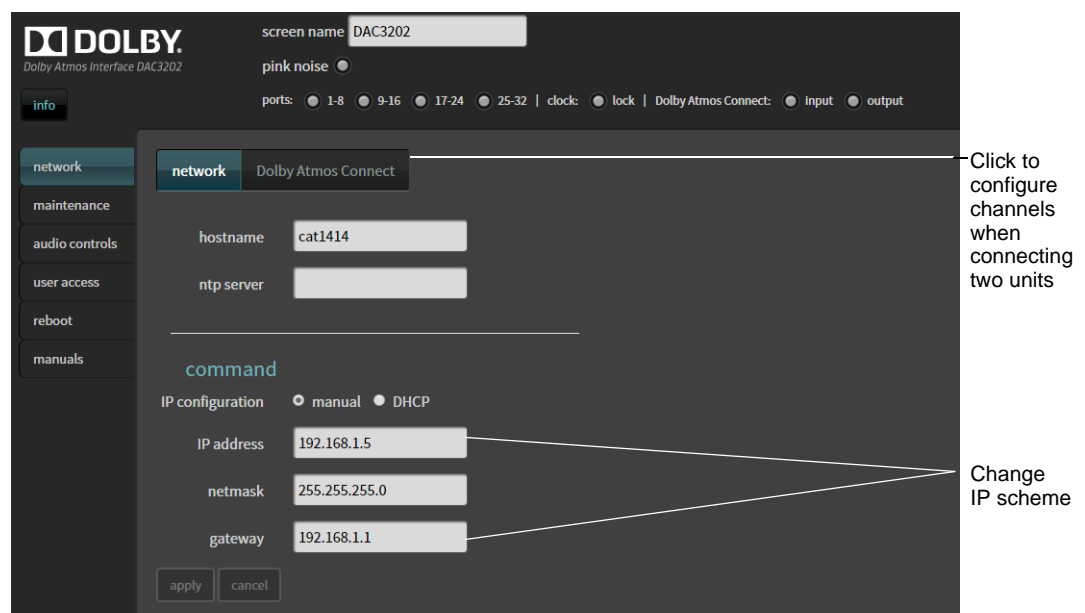 DOLBY.
Dolby Atmos Interface DAC3202
info
screen name DAC3202
pink noise
ports: 1-8 9-16 17-24 25-32 | clock: lock | Dolby Atmos Connect: input output
network
maintenance
audio controls
user access
reboot
manuals
network Dolby Atmos Connect
hostname cat1414
ntp server
command
IP configuration manual DHCP
IP address 192.168.1.5
netmask 255.255.255.0
gateway 192.168.1.1
apply cancel
Click to
configure
channels
when
connecting
two units
Change
IP scheme